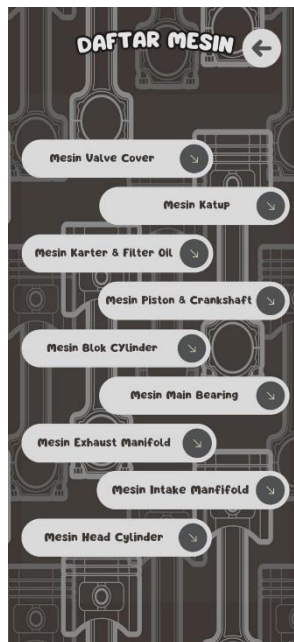 DAFTAR MESIN
Mesin Valve Cover
Mesin Katup
Mesin Karter & Filter Oil
Mesin Piston & Crankshaft
Mesin Blok Cylinder
Mesin Main Bearing
Mesin Exhaust Manifold
Mesin Intake Manfifold
Mesin Head Cylinder